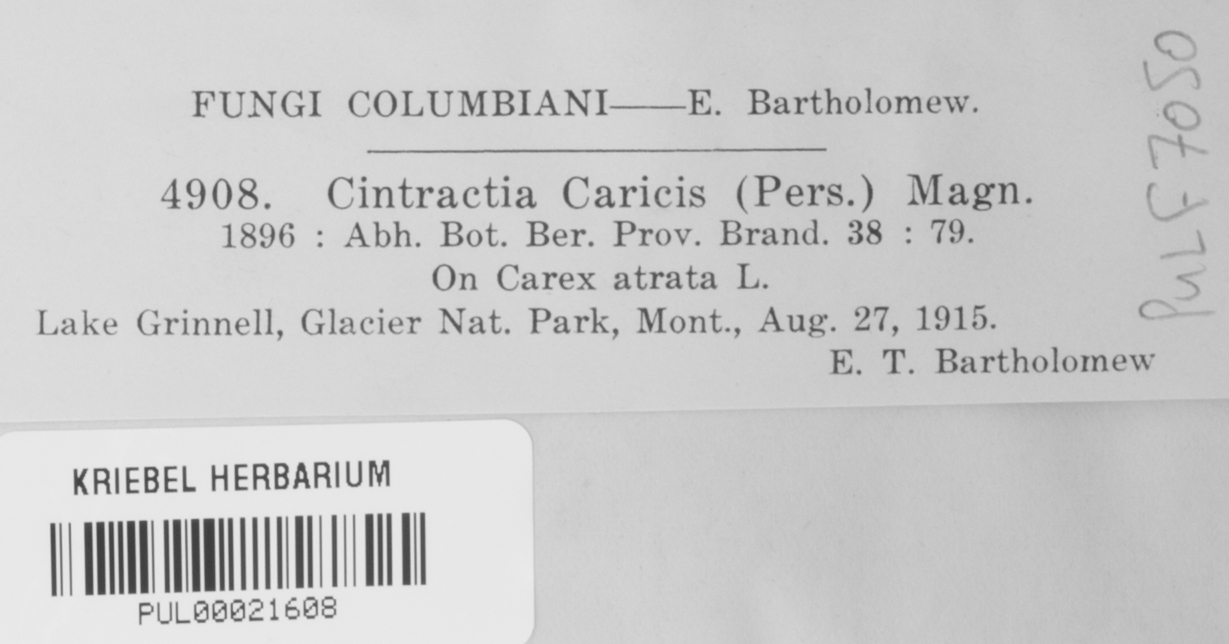 FUNGI COLUMBIANI——E. Bartholomew.
4908. Cintractia Caricis (Pers.) Magn.
1896 : Abh. Bot. Ber. Prov. Brand. 38 : 79.
On Carex atrata L.
Lake Grinnell, Glacier Nat. Park, Mont., Aug. 27, 1915.
E. T. Bartholomew
PuL F 7050
KRIEBEL HERBARIUM
PUL00021608